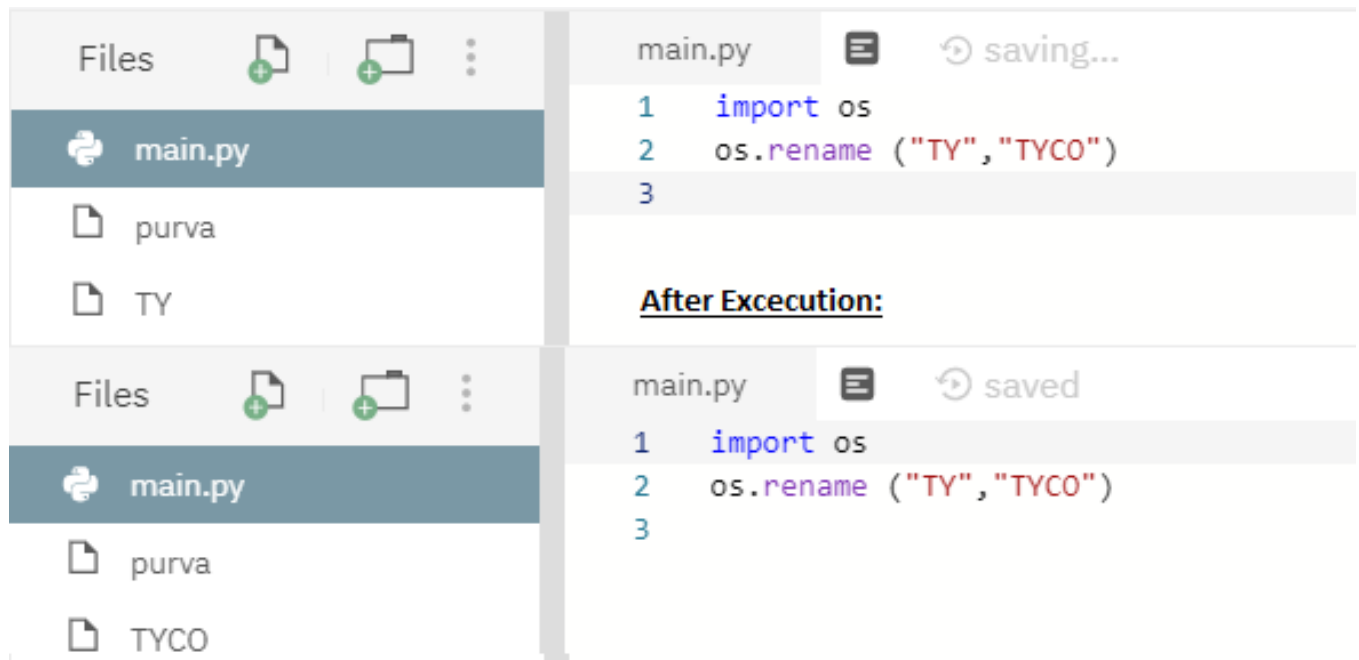 Files
main.py
purva
TY
main.py saving...
1 import os
2 os.rename ("TY","TYCO")
3
After Excecution:
Files
main.py
purva
TYCO
main.py saved
1 import os
2 os.rename ("TY","TYCO")
3